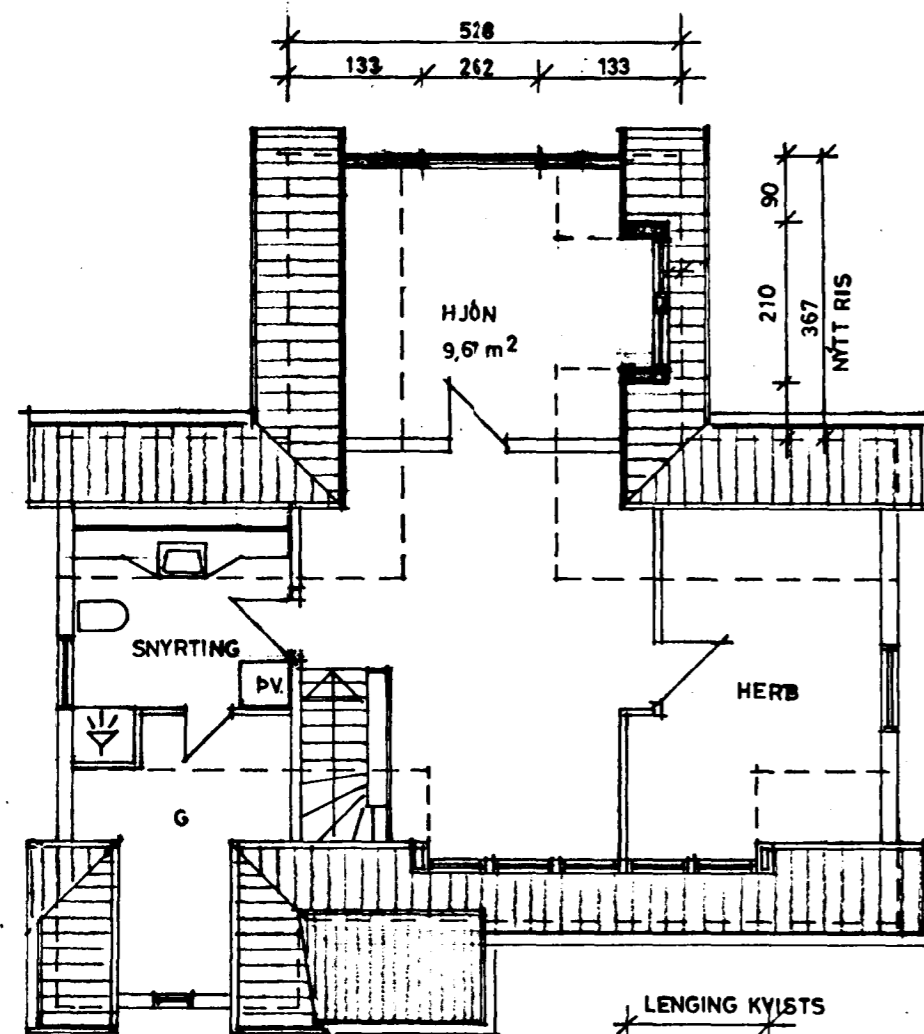 528
133 262 133
90
210
367
NÝTT RIS
HJÓN
9,67 m²
SNYRTING
ÞV.
HERB
G
LENGING KVISTS